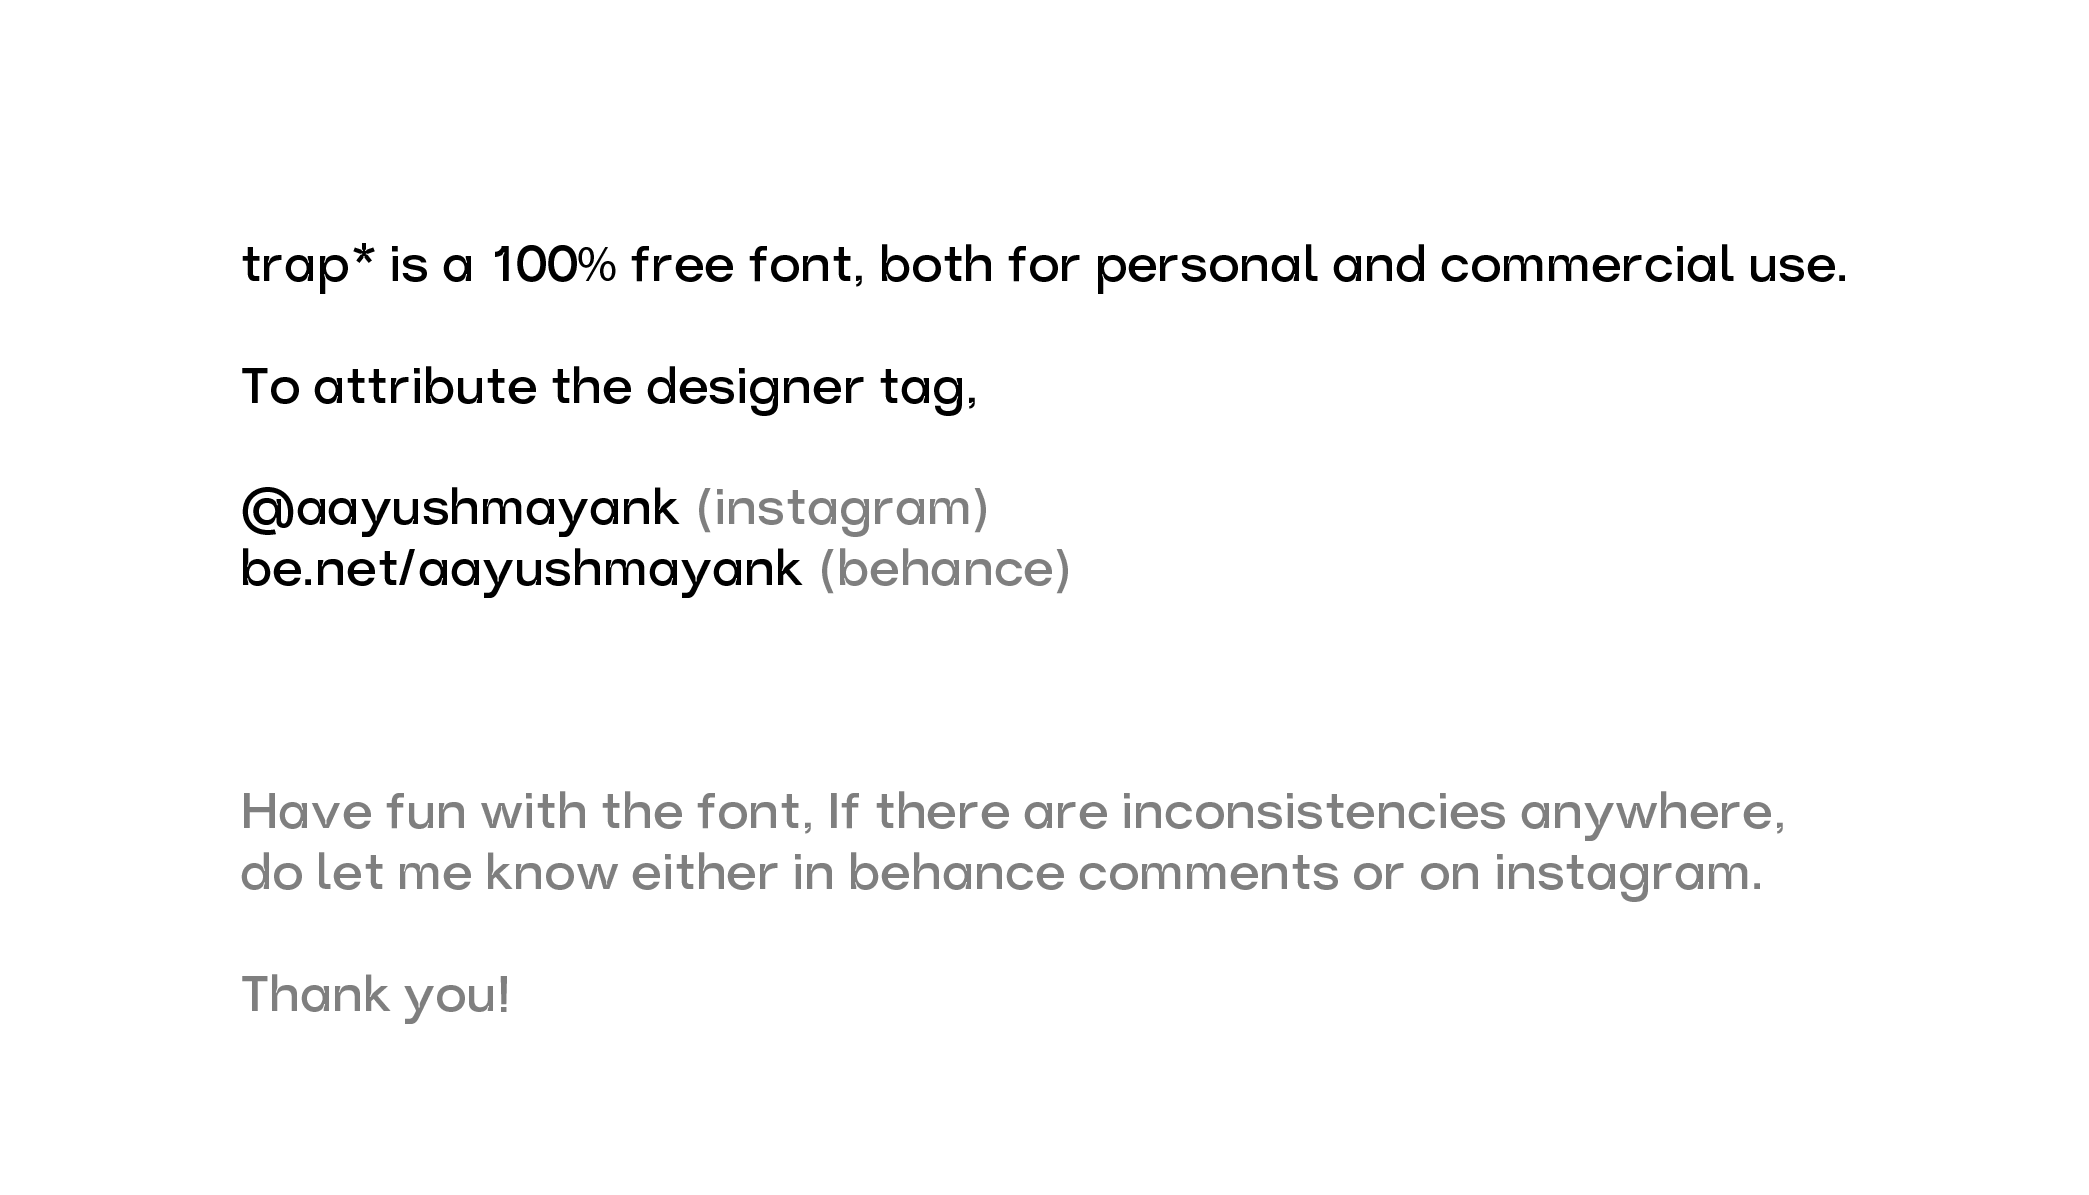 trap* is a 100% free font, both for personal and commercial use.
To attribute the designer tag,
@aayushmayank (instagram)
be.net/aayushmayank (behance)
Have fun with the font, If there are inconsistencies anywhere,
do let me know either in behance comments or on instagram.
Thank you!